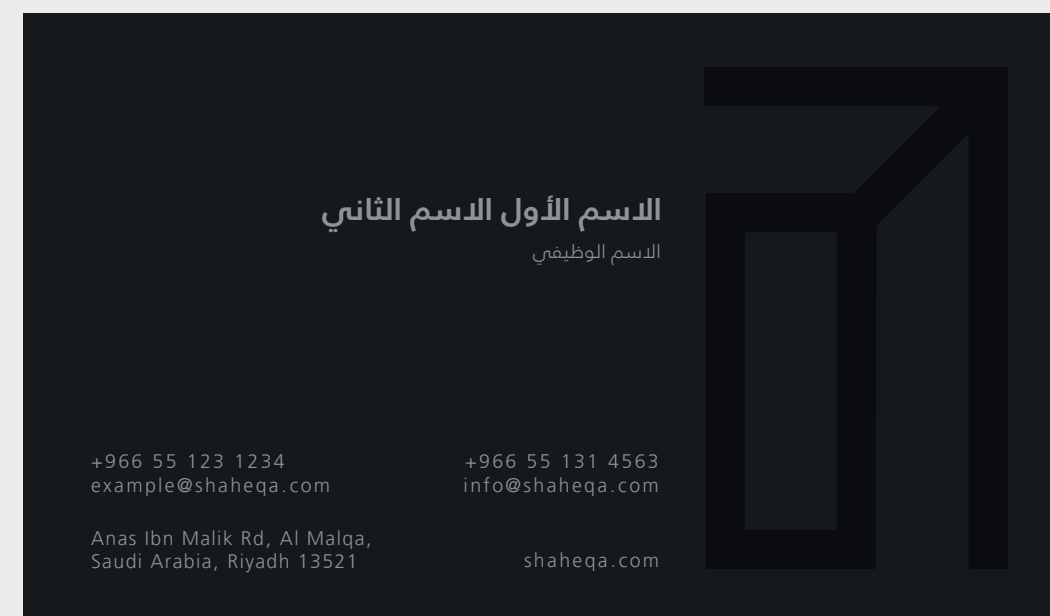 الاسم الأول الاسم الثاني
الاسم الوظيفي
+966 55 123 1234
example@shaheqa.com
+966 55 131 4563
info@shaheqa.com
Anas Ibn Malik Rd, Al Malqa,
Saudi Arabia, Riyadh 13521
shaheqa.com